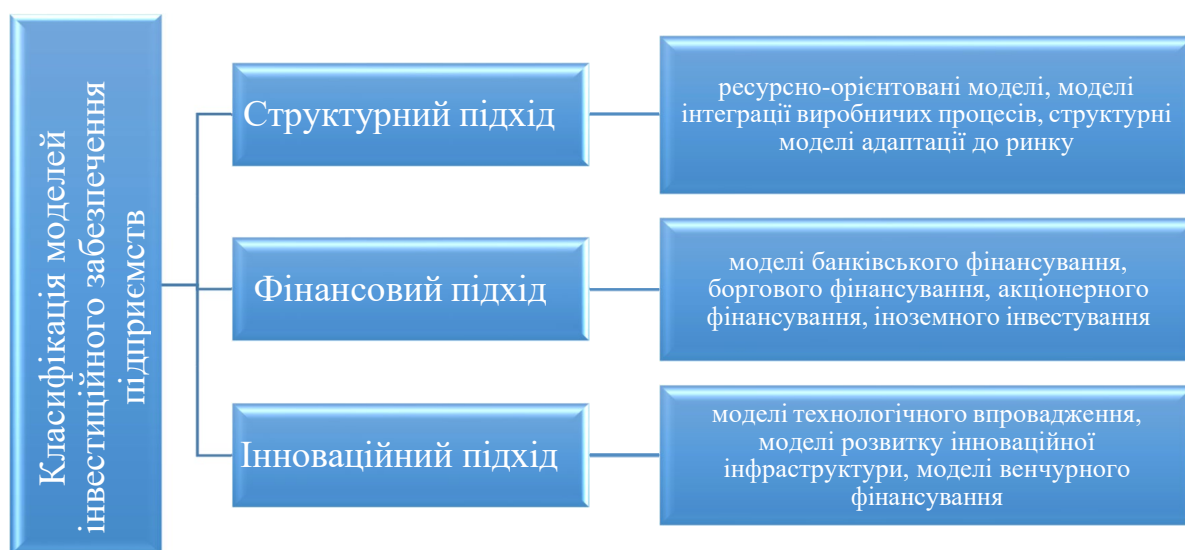 Класифікація моделей
інвестиційного забезпечення
підприємств
Структурний підхід
ресурсно-орієнтовані моделі, моделі
інтеграції виробничих процесів, структурні
моделі адаптації до ринку
Фінансовий підхід
моделі банківського фінансування,
боргового фінансування, акціонерного
фінансування, іноземного інвестування
Інноваційний підхід
моделі технологічного впровадження,
моделі розвитку інноваційної
інфраструктури, моделі венчурного
фінансування